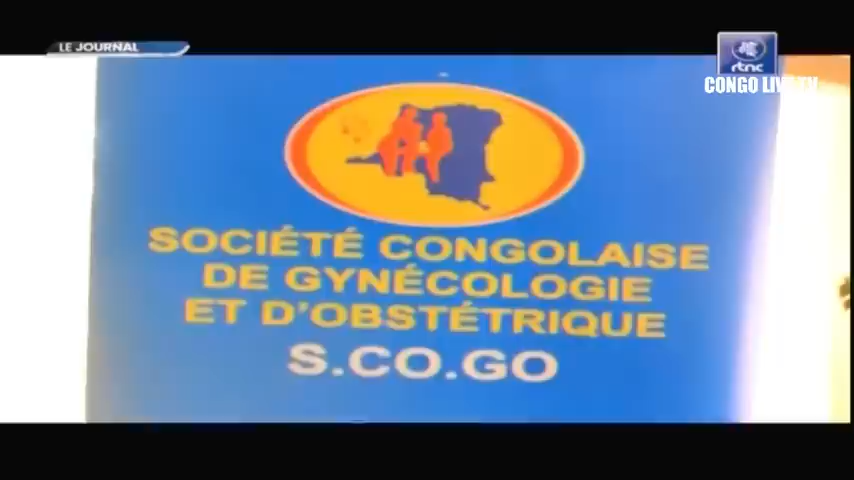 LE JOURNAL
rtnc
CONGO LIVE TV
SOCIÉTÉ CONGOLAISE
DE GYNÉCOLOGIE
ET D'OBSTÉTRIQUE
S.CO.GO